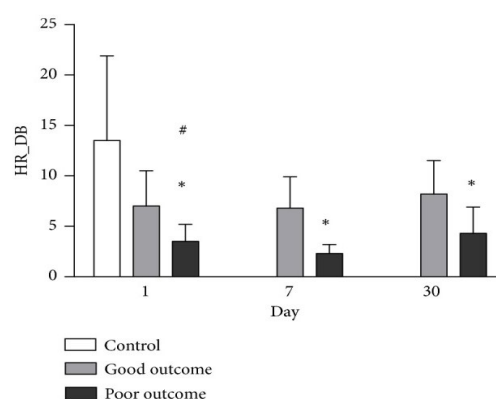 25
20
15
10
5
0
HR_DB
#
*
*
*
1 7 30
Day
Control
Good outcome
Poor outcome